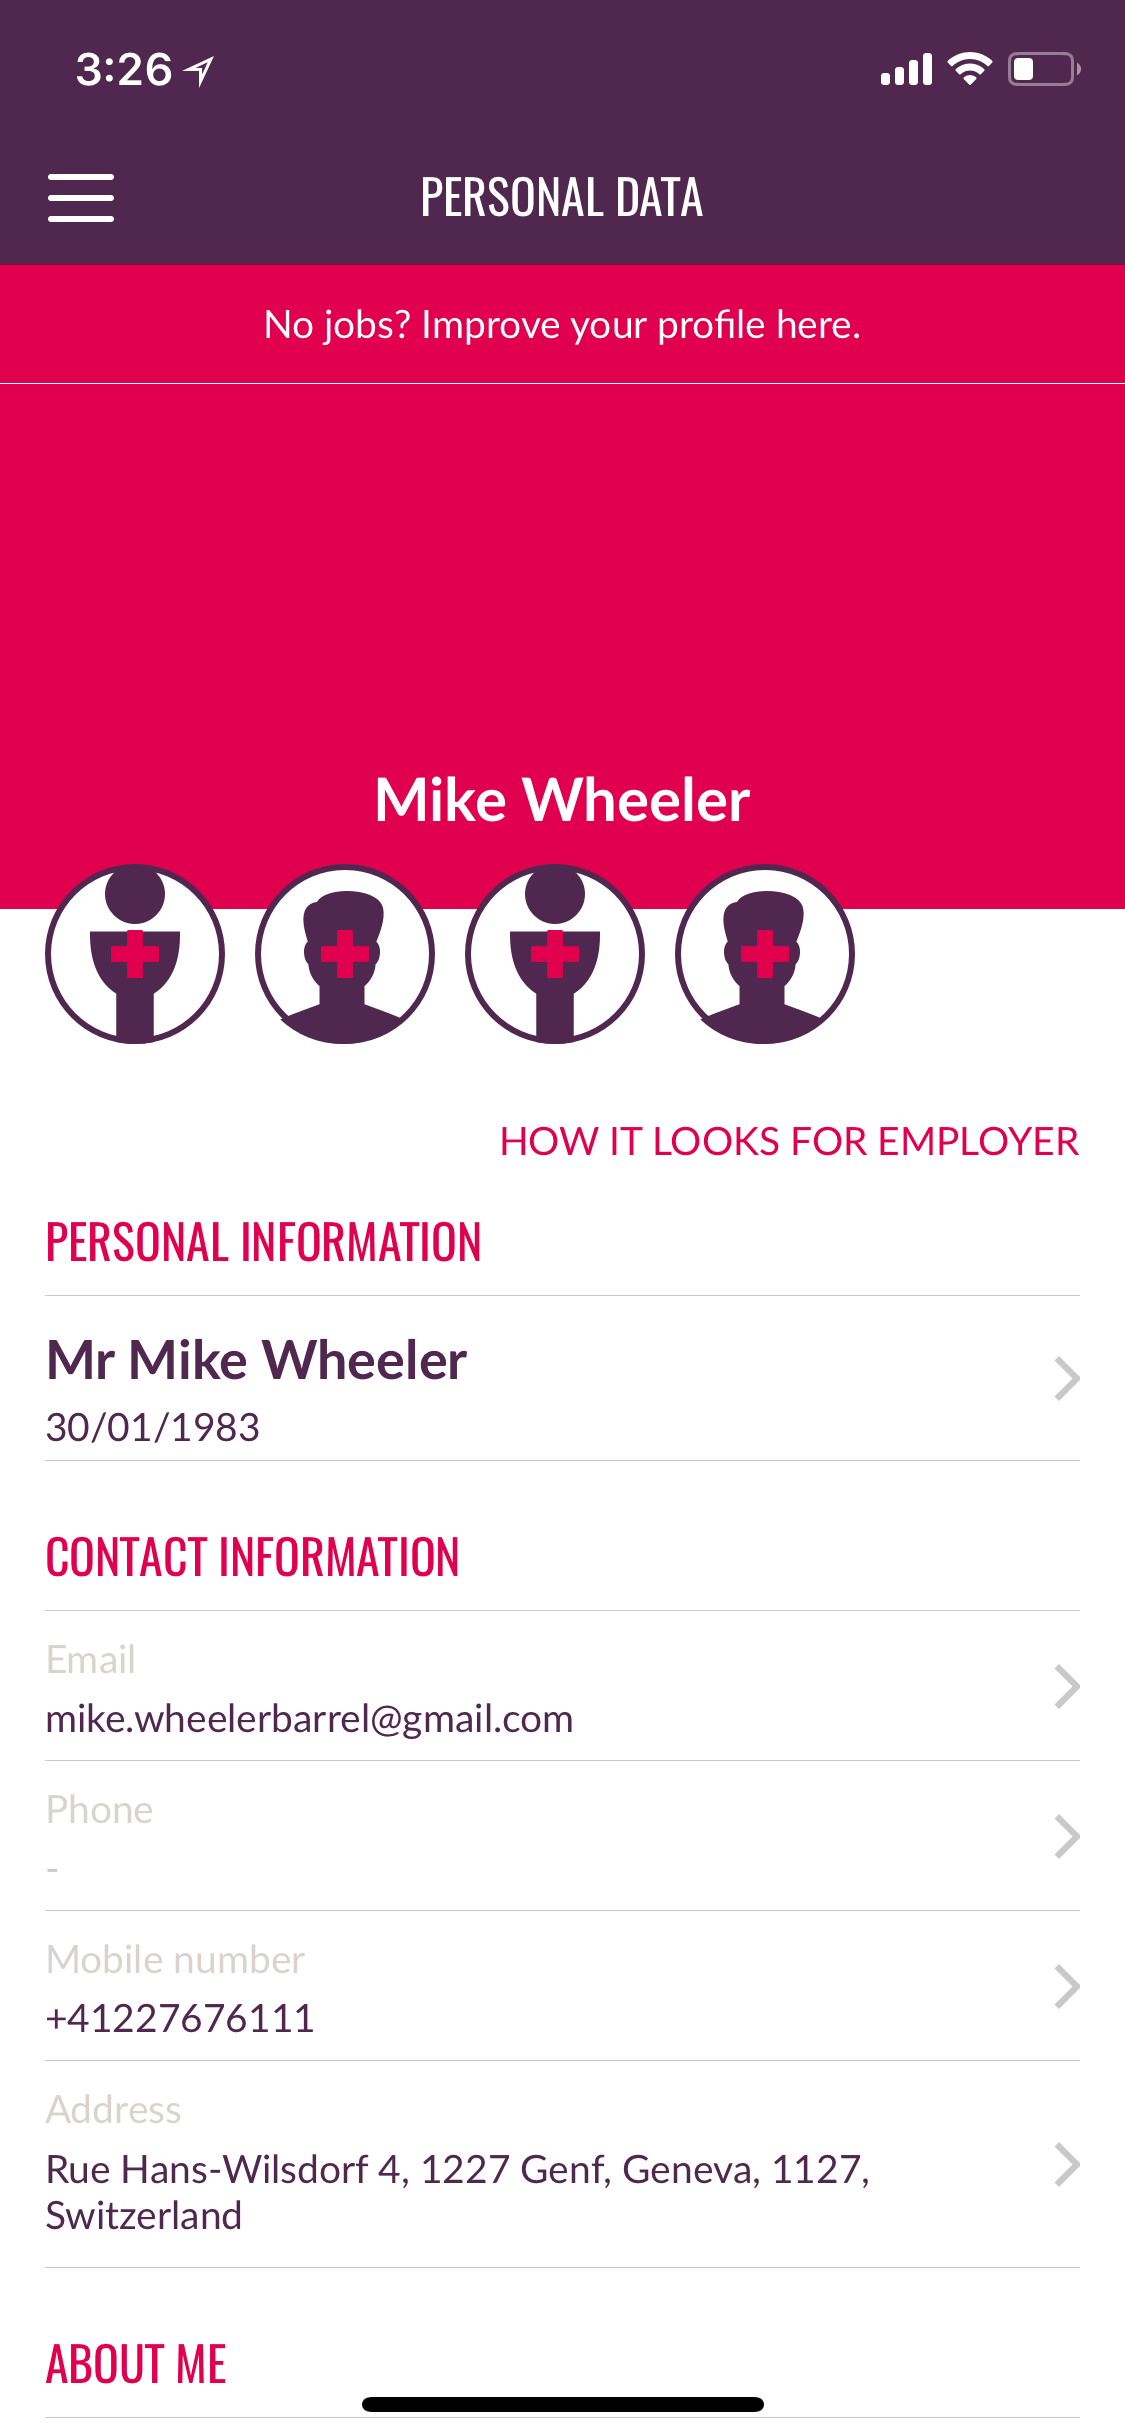 3:26
PERSONAL DATA
No jobs? Improve your profile here.
Mike Wheeler
HOW IT LOOKS FOR EMPLOYER
PERSONAL INFORMATION
Mr Mike Wheeler
30/01/1983
CONTACT INFORMATION
Email
mike.wheelerbarrel@gmail.com
Phone
-
Mobile number
+41227676111
Address
Rue Hans-Wilsdorf 4, 1227 Genf, Geneva, 1127,
Switzerland
ABOUT ME